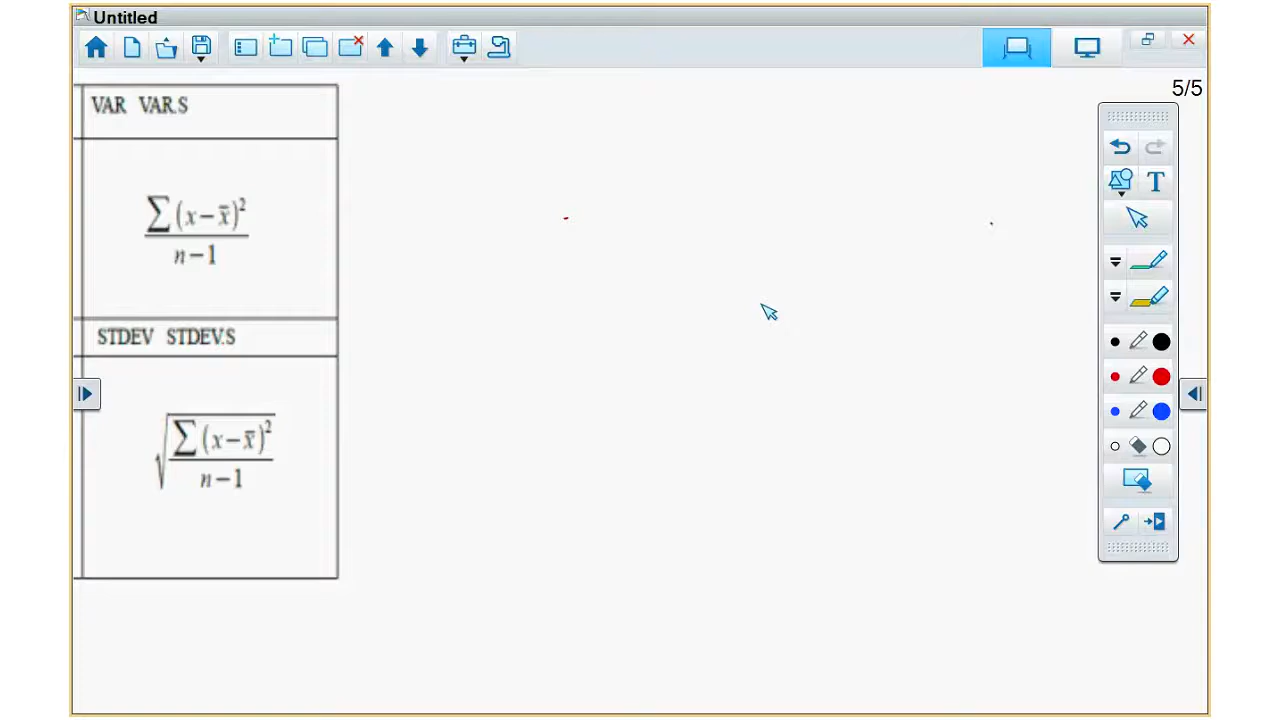 Untitled
5/5
VAR VAR.S
∑(x−x̄)²
n−1
STDEV STDEV.S
√∑(x−x̄)²
n−1
T